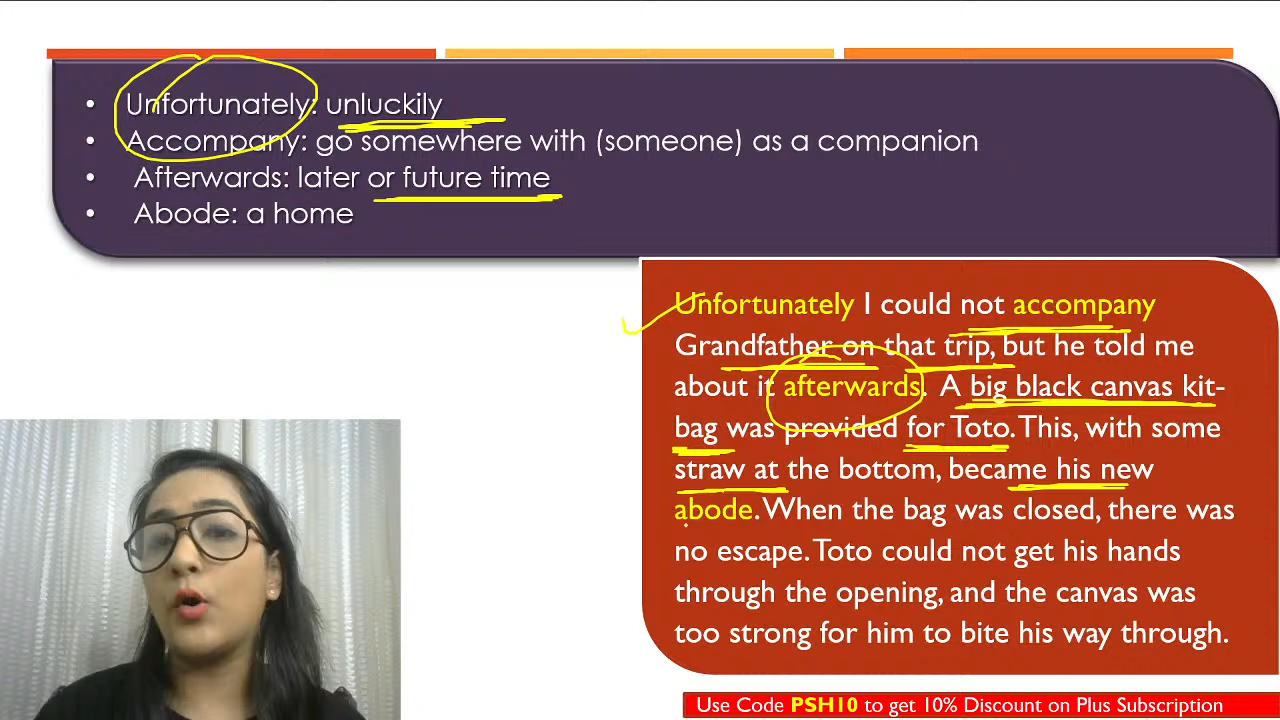 • Unfortunately: unluckily
• Accompany: go somewhere with (someone) as a companion
• Afterwards: later or future time
• Abode: a home
Unfortunately I could not accompany
Grandfather on that trip, but he told me
about it afterwards. A big black canvas kit-
bag was provided for Toto. This, with some
straw at the bottom, became his new
abode. When the bag was closed, there was
no escape. Toto could not get his hands
through the opening, and the canvas was
too strong for him to bite his way through.
Use Code PSH10 to get 10% Discount on Plus Subscription